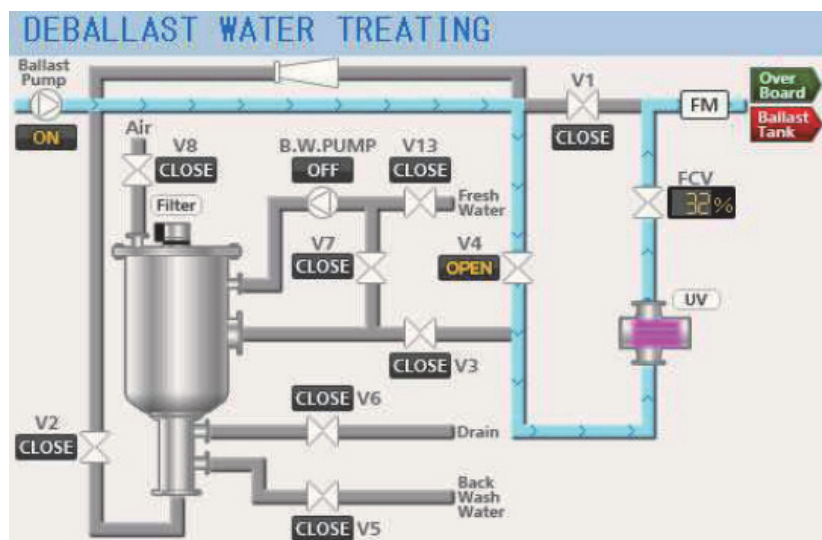 DEBALLAST WATER TREATING
Ballast
Pump
ON
V1
CLOSE
FM
Over
Board
Ballast
Tank
Air
V8
CLOSE
B.W.PUMP
OFF
V13
CLOSE
Fresh
Water
FCV
32%
Filter
V7
CLOSE
V4
OPEN
UV
CLOSE V3
CLOSE V6
V2
CLOSE
Drain
Back
Wash
Water
CLOSE V5